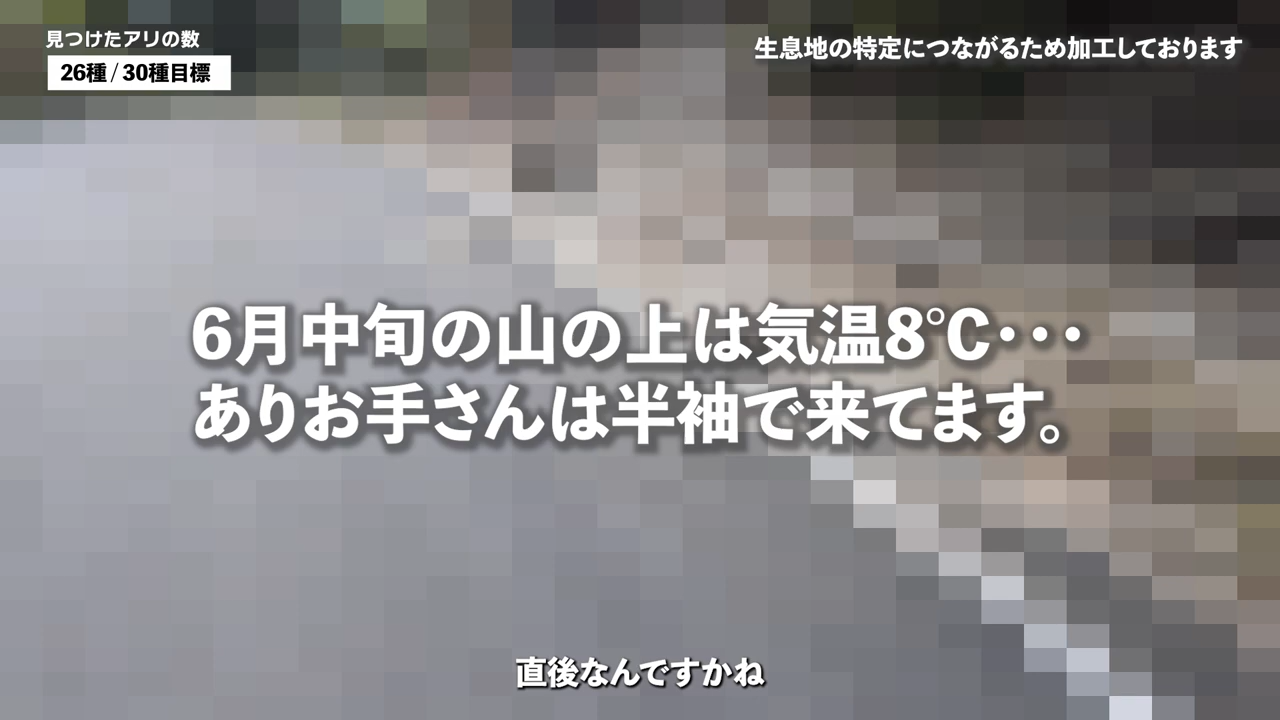 見つけたアリの数
26種/30種目標
生息地の特定につながるため加工しております
6月中旬の山の上は気温8℃・・・
ありお手さんは半袖で来てます。
直後なんですかね